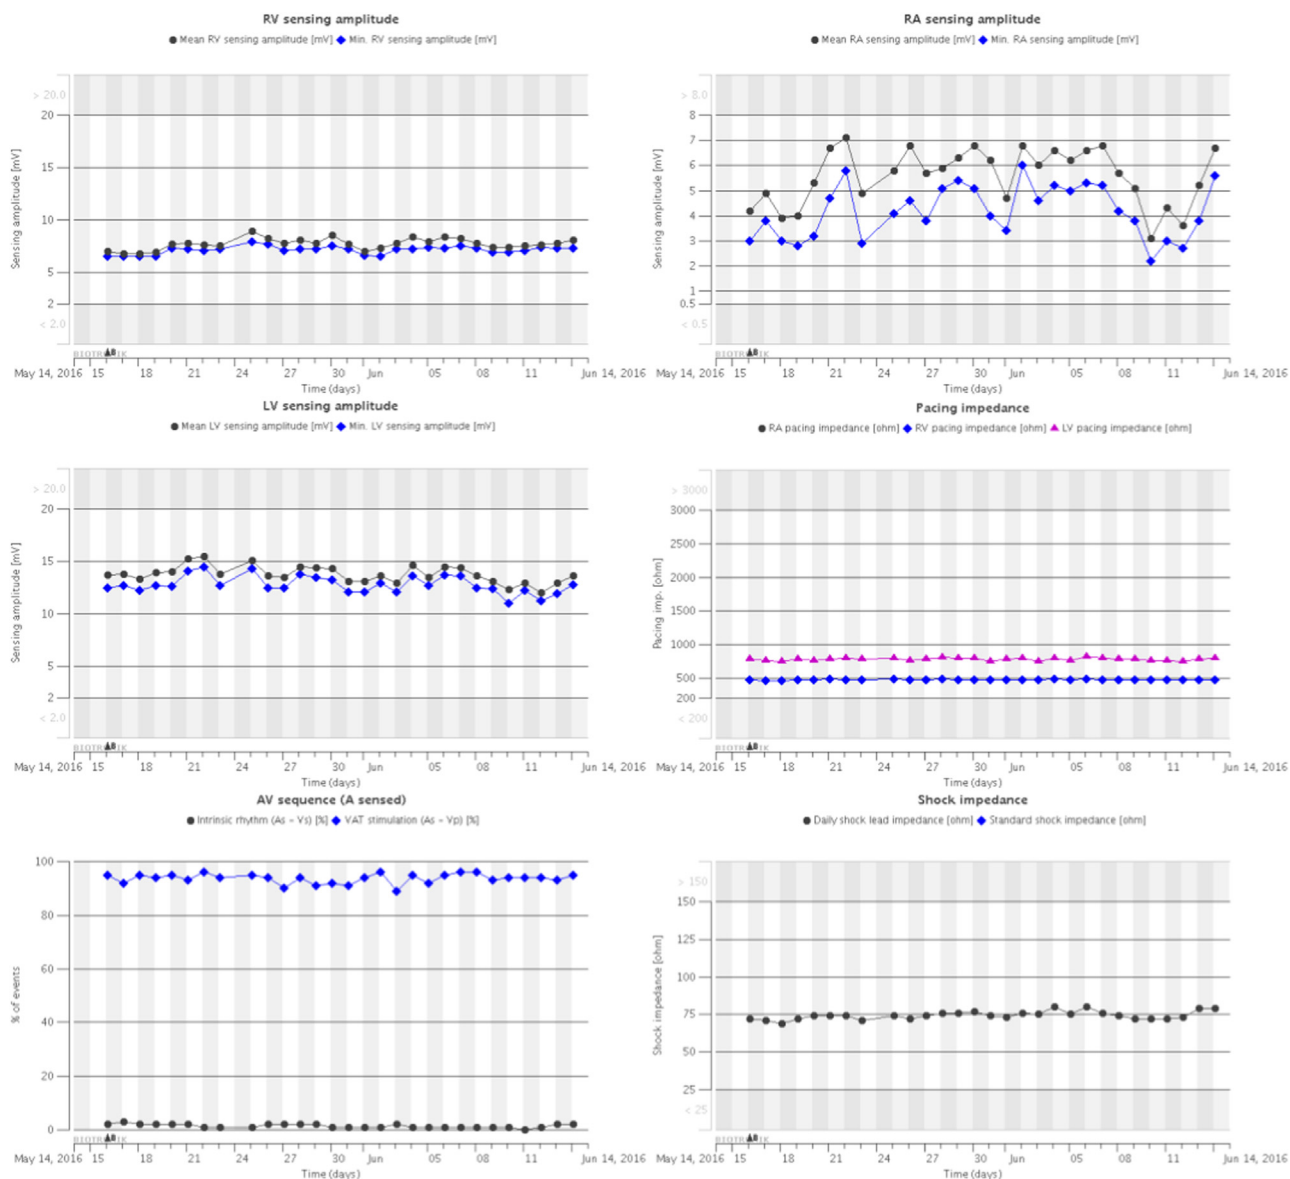 RV sensing amplitude
Mean RV sensing amplitude [mV] Min. RV sensing amplitude [mV]
> 20.0
20
15
10
5
2
< 2.0
Sensing amplitude [mV]
May 14, 2016 15 18 21 24 27 30 Jun 05 08 11 Jun 14, 2016
Time (days)
RA sensing amplitude
Mean RA sensing amplitude [mV] Min. RA sensing amplitude [mV]
> 8.0
8
7
6
5
4
3
2
1
0.5
< 0.5
Sensing amplitude [mV]
May 14, 2016 15 18 21 24 27 30 Jun 05 08 11 Jun 14, 2016
Time (days)
LV sensing amplitude
Mean LV sensing amplitude [mV] Min. LV sensing amplitude [mV]
> 20.0
20
15
10
5
2
< 2.0
Sensing amplitude [mV]
May 14, 2016 15 18 21 24 27 30 Jun 05 08 11 Jun 14, 2016
Time (days)
Pacing impedance
RA pacing impedance [ohm] RV pacing impedance [ohm] LV pacing impedance [ohm]
> 3000
3000
2500
2000
1500
1000
500
200
< 200
Pacing imp. [ohm]
May 14, 2016 15 18 21 24 27 30 Jun 05 08 11 Jun 14, 2016
Time (days)
AV sequence (A sensed)
Intrinsic rhythm (As - Vs) [%] VAT stimulation (As - Vp) [%]
100
80
60
40
20
0
% of events
May 14, 2016 15 18 21 24 27 30 Jun 05 08 11 Jun 14, 2016
Time (days)
Shock impedance
Daily shock lead impedance [ohm] Standard shock impedance [ohm]
> 150
150
125
100
75
50
25
< 25
Shock impedance [ohm]
May 14, 2016 15 18 21 24 27 30 Jun 05 08 11 Jun 14, 2016
Time (days)